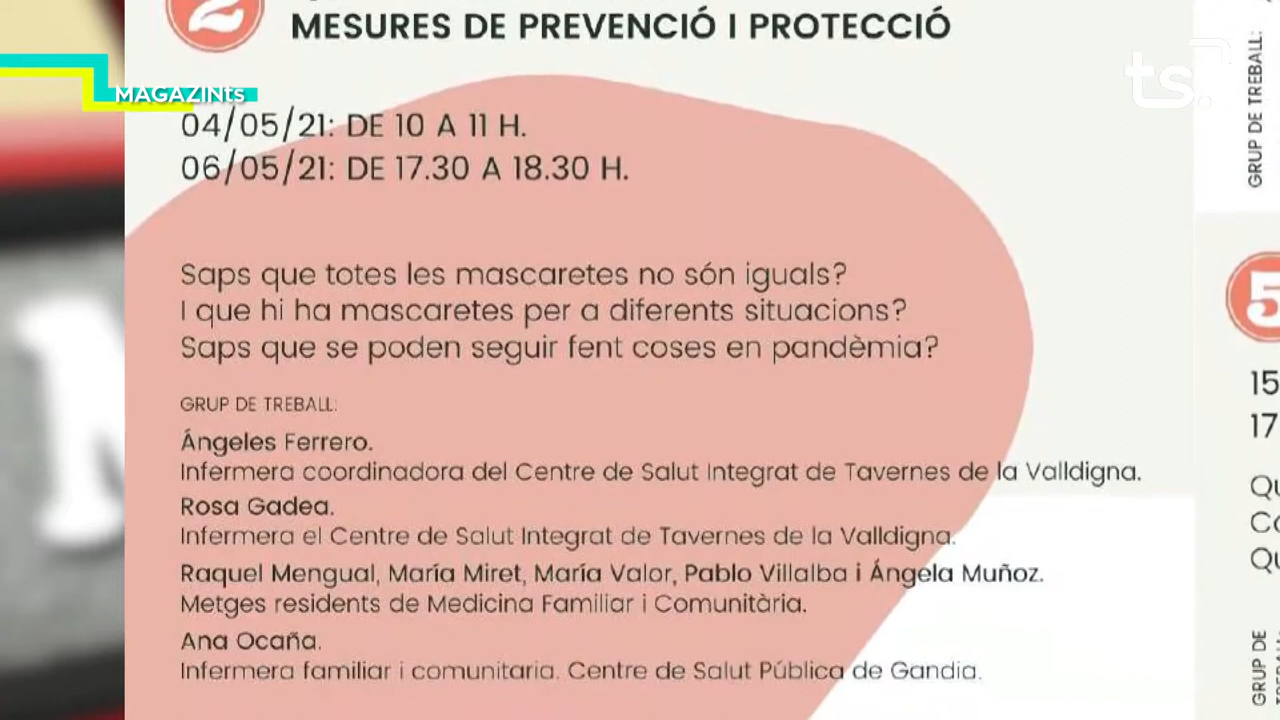 2
MESURES DE PREVENCIÓ I PROTECCIÓ
ts.
MAGAZINts
04/05/21: DE 10 A 11 H.
06/05/21: DE 17.30 A 18.30 H.
Saps que totes les mascaretes no són iguals?
I que hi ha mascaretes per a diferents situacions?
Saps que se poden seguir fent coses en pandèmia?
GRUP DE TREBALL:
Ángeles Ferrero.
Infermera coordinadora del Centre de Salut Integrat de Tavernes de la Valldigna.
Rosa Gadea.
Infermera el Centre de Salut Integrat de Tavernes de la Valldigna.
Raquel Mengual, María Miret, María Valor, Pablo Villalba i Ángela Muñoz.
Metges residents de Medicina Familiar i Comunitària.
Ana Ocaña.
Infermera familiar i comunitaria. Centre de Salut Pública de Gandia.
GRUP DE TREBALL:
5
15
17
GRUP DE